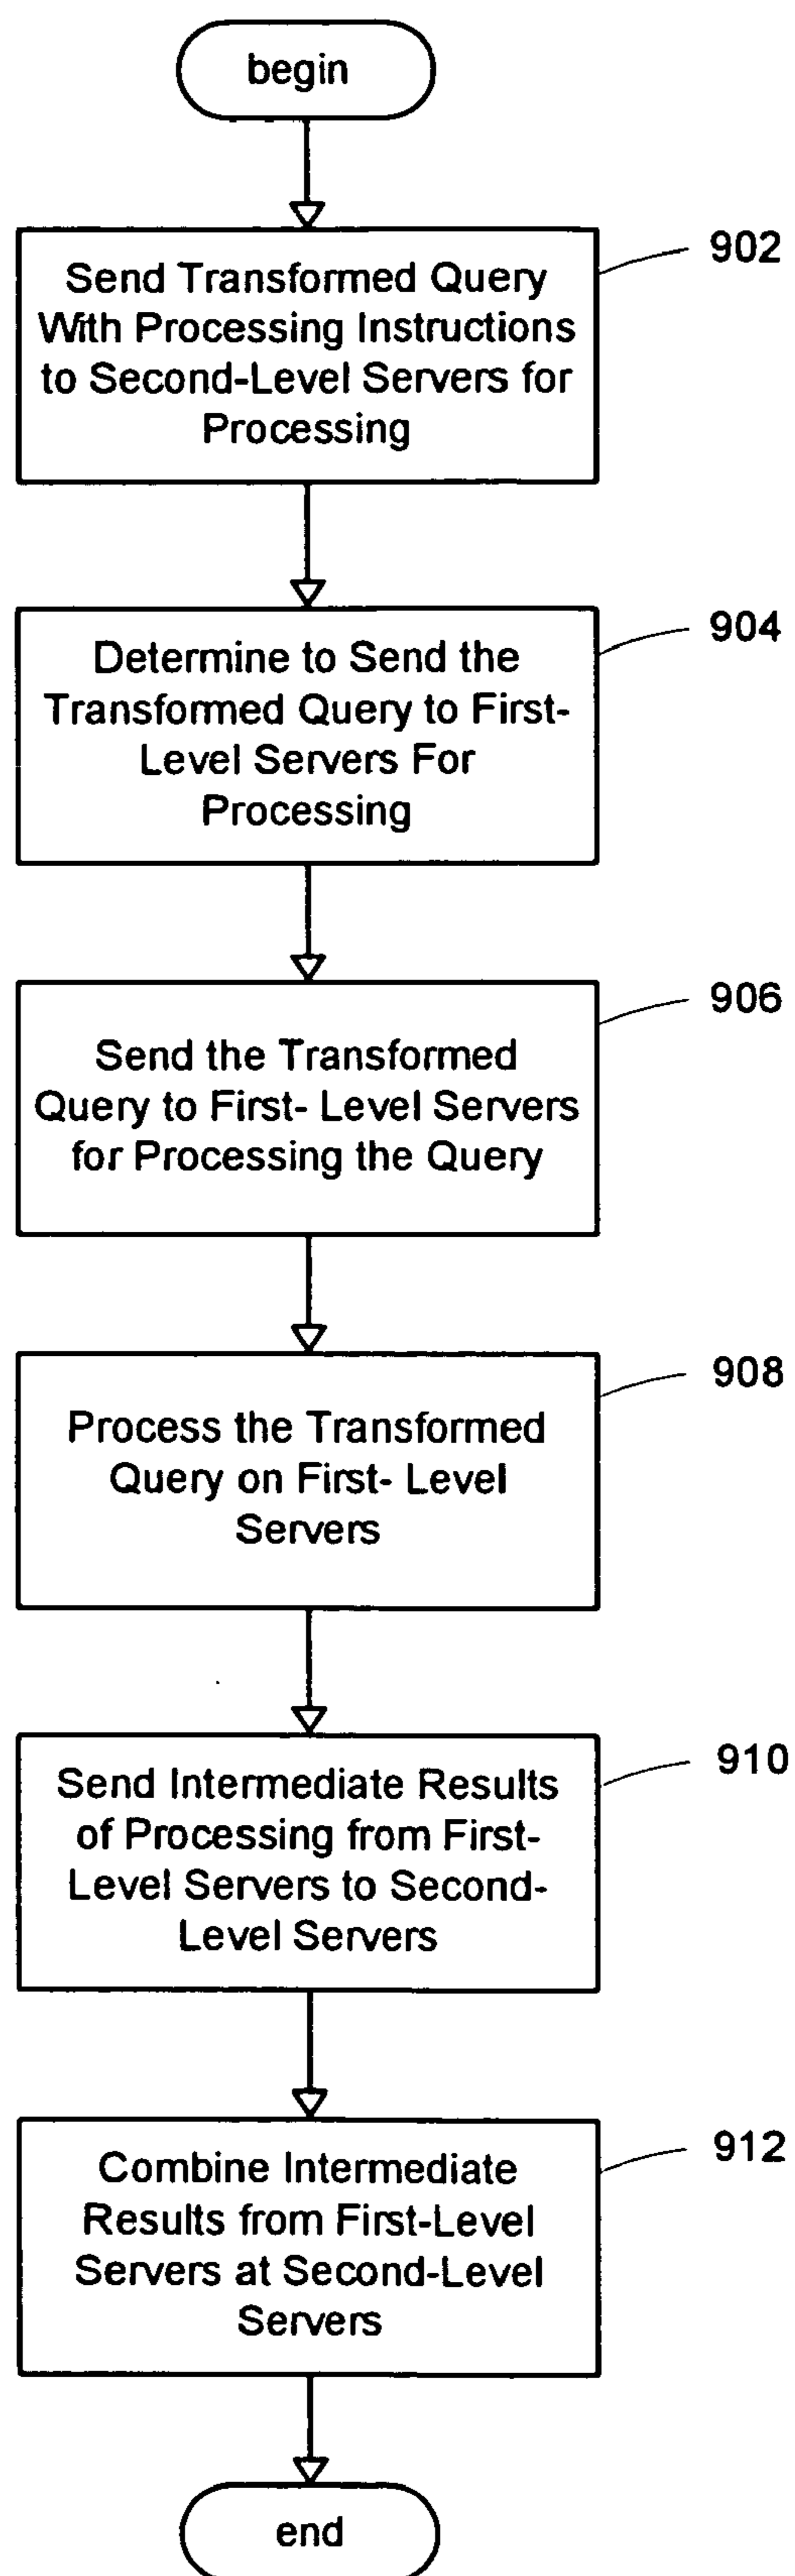 begin
902
Send Transformed Query
With Processing Instructions
to Second-Level Servers for
Processing
904
Determine to Send the
Transformed Query to First-
Level Servers For
Processing
906
Send the Transformed
Query to First- Level Servers
for Processing the Query
908
Process the Transformed
Query on First- Level
Servers
910
Send Intermediate Results
of Processing from First-
Level Servers to Second-
Level Servers
912
Combine Intermediate
Results from First-Level
Servers at Second-Level
Servers
end